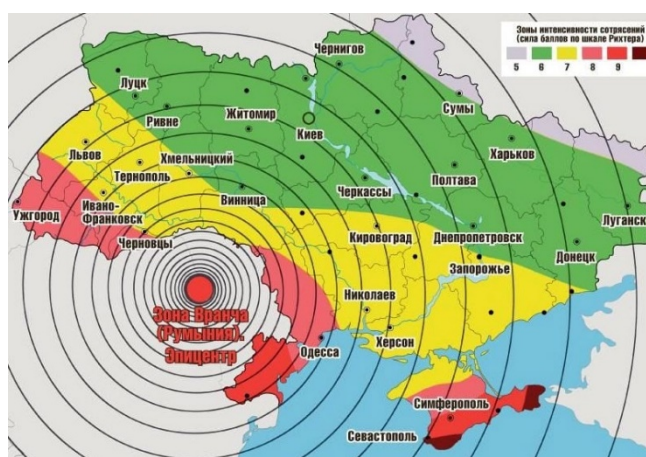 Зоны интенсивности сотрясений
(сила баллов по шкале Рихтера)
5 6 7 8 9
Чернигов
Луцк
Ривне
Житомир
Киев
Сумы
Харьков
Львов
Тернополь
Хмельницкий
Винница
Черкассы
Полтава
Луганск
Ужгород
Ивано-
Франковск
Черновцы
Кировоград
Днепропетровск
Донецк
Запорожье
Зона Вранча
(Румыния).
Эпицентр
Николаев
Херсон
Одесса
Симферополь
Севастополь